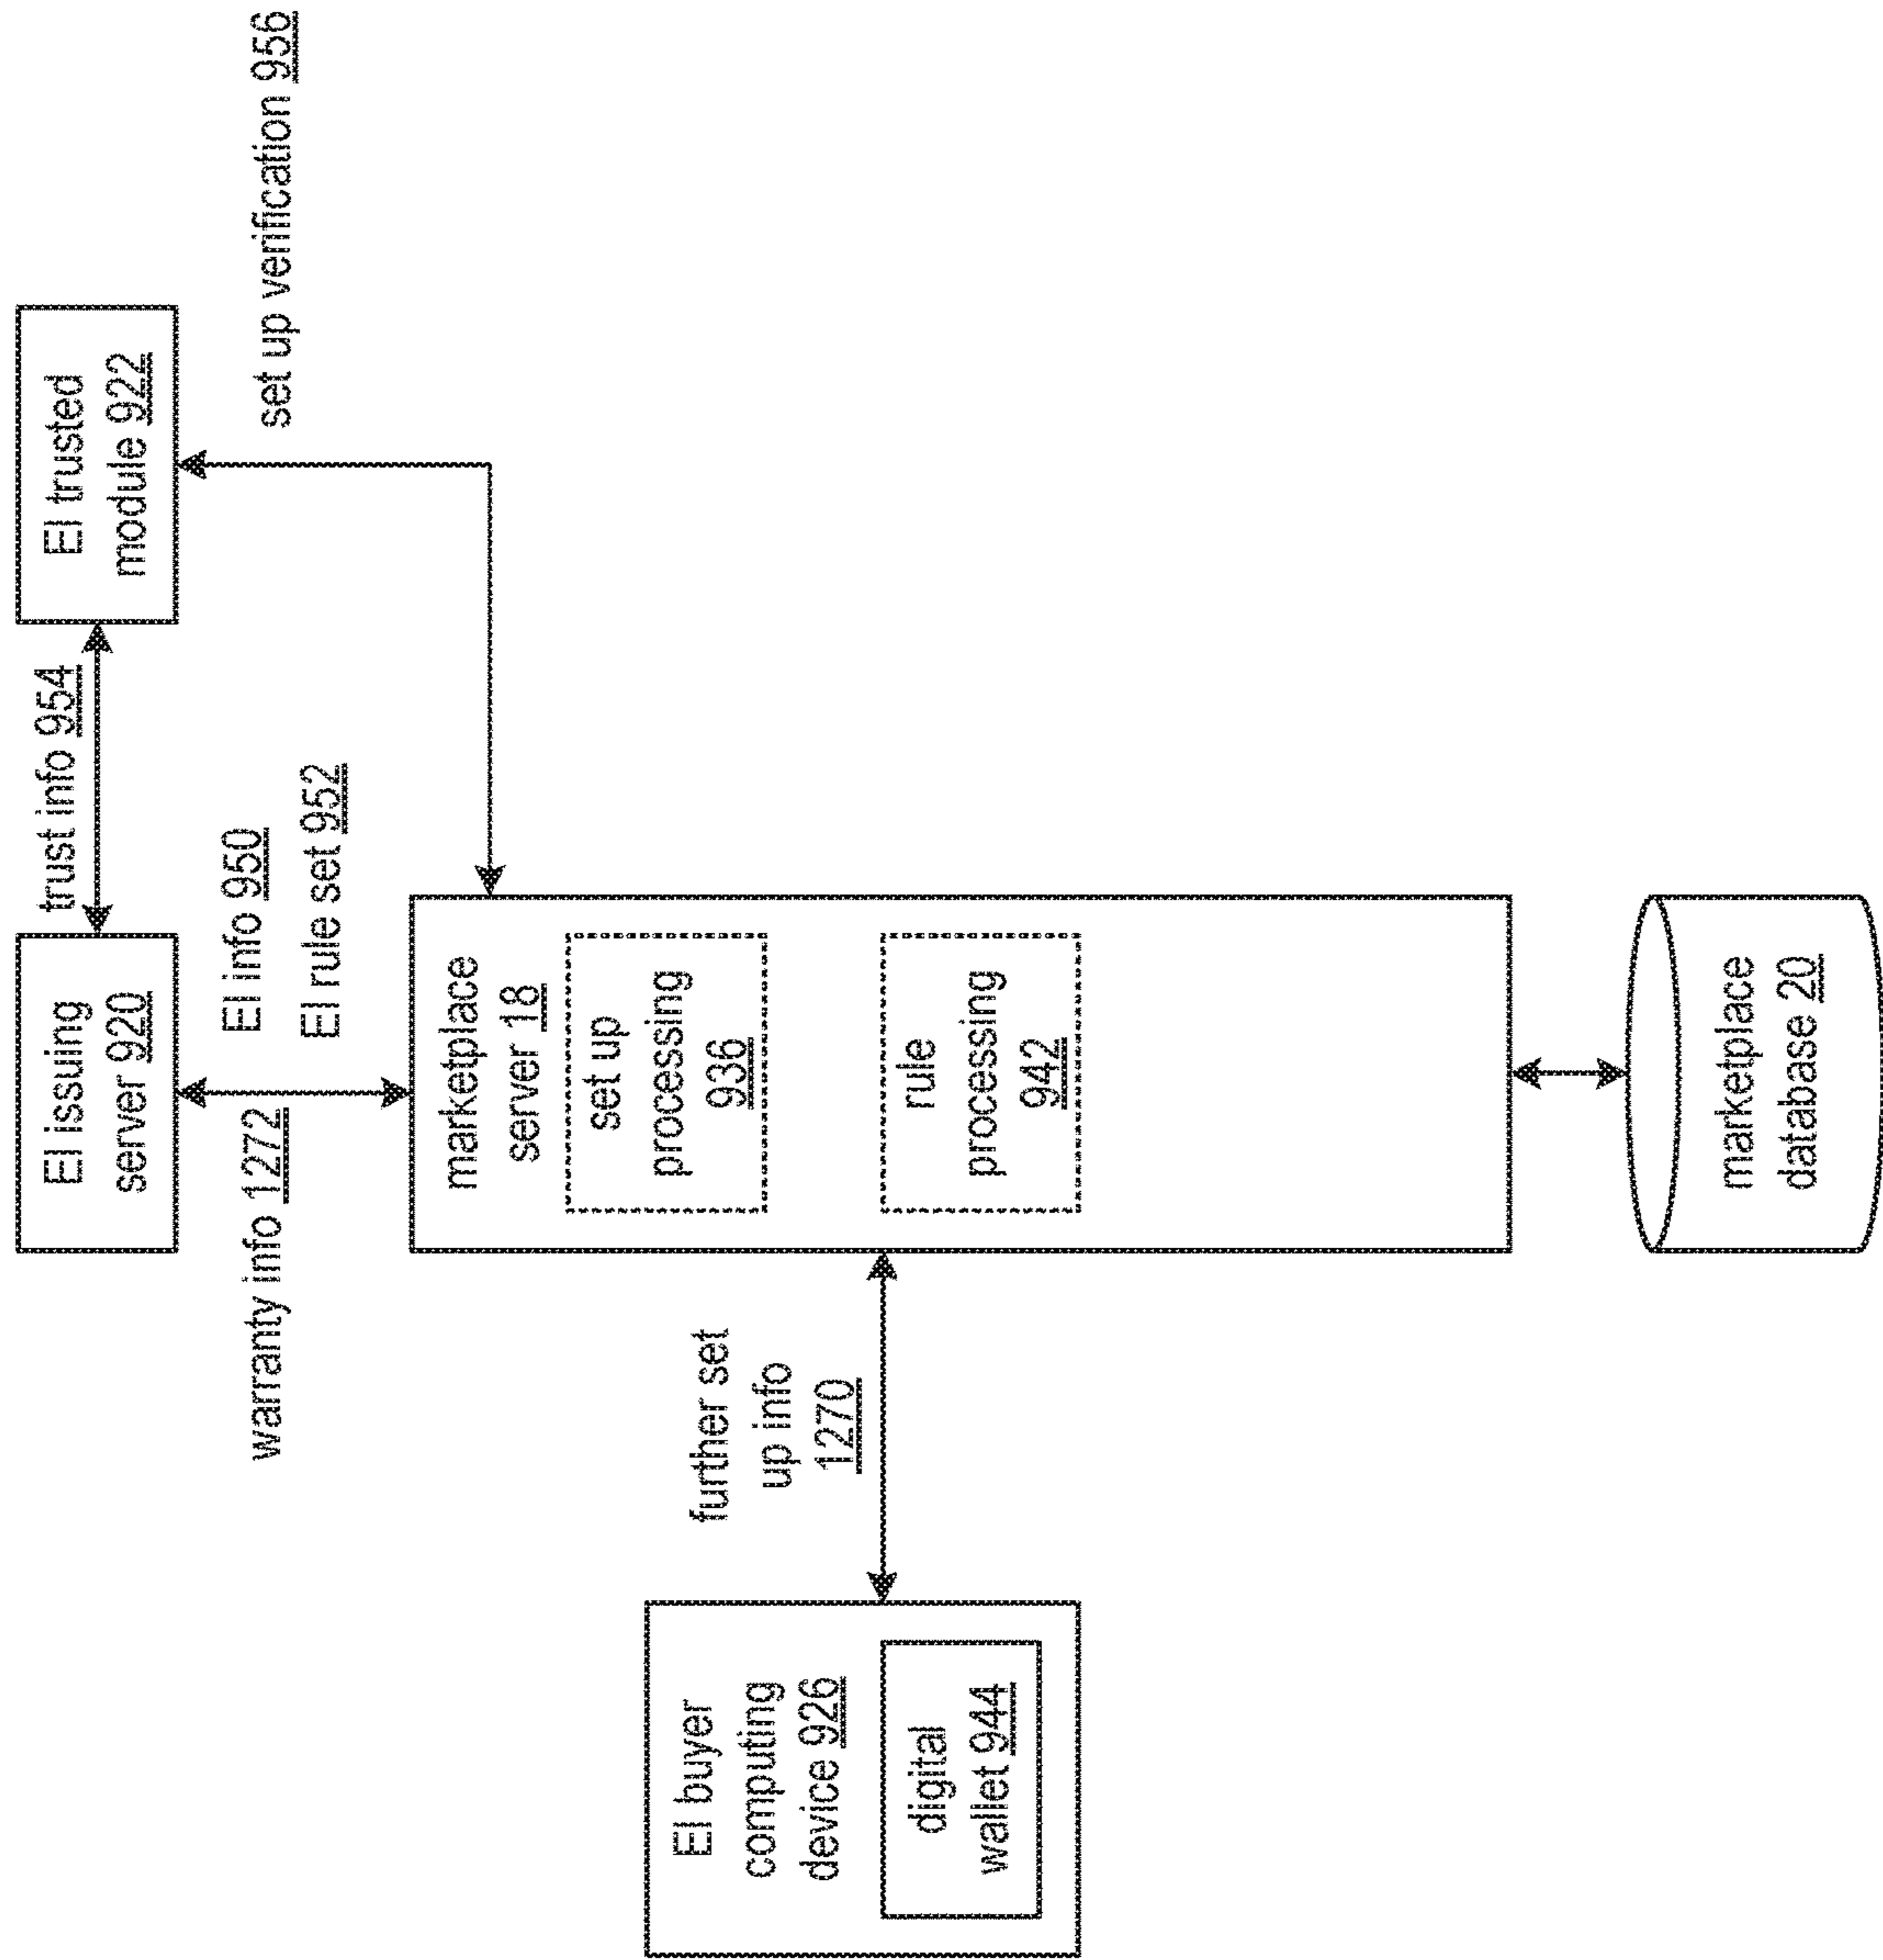 EI issuing
server 920
trust info 954
EI trusted
module 922
warranty info 1272
EI info 950
EI rule set 952
set up verification 956
EI buyer
computing
device 926
digital
wallet 944
further set
up info
1270
marketplace
server 18
set up
processing
936
rule
processing
942
marketplace
database 20